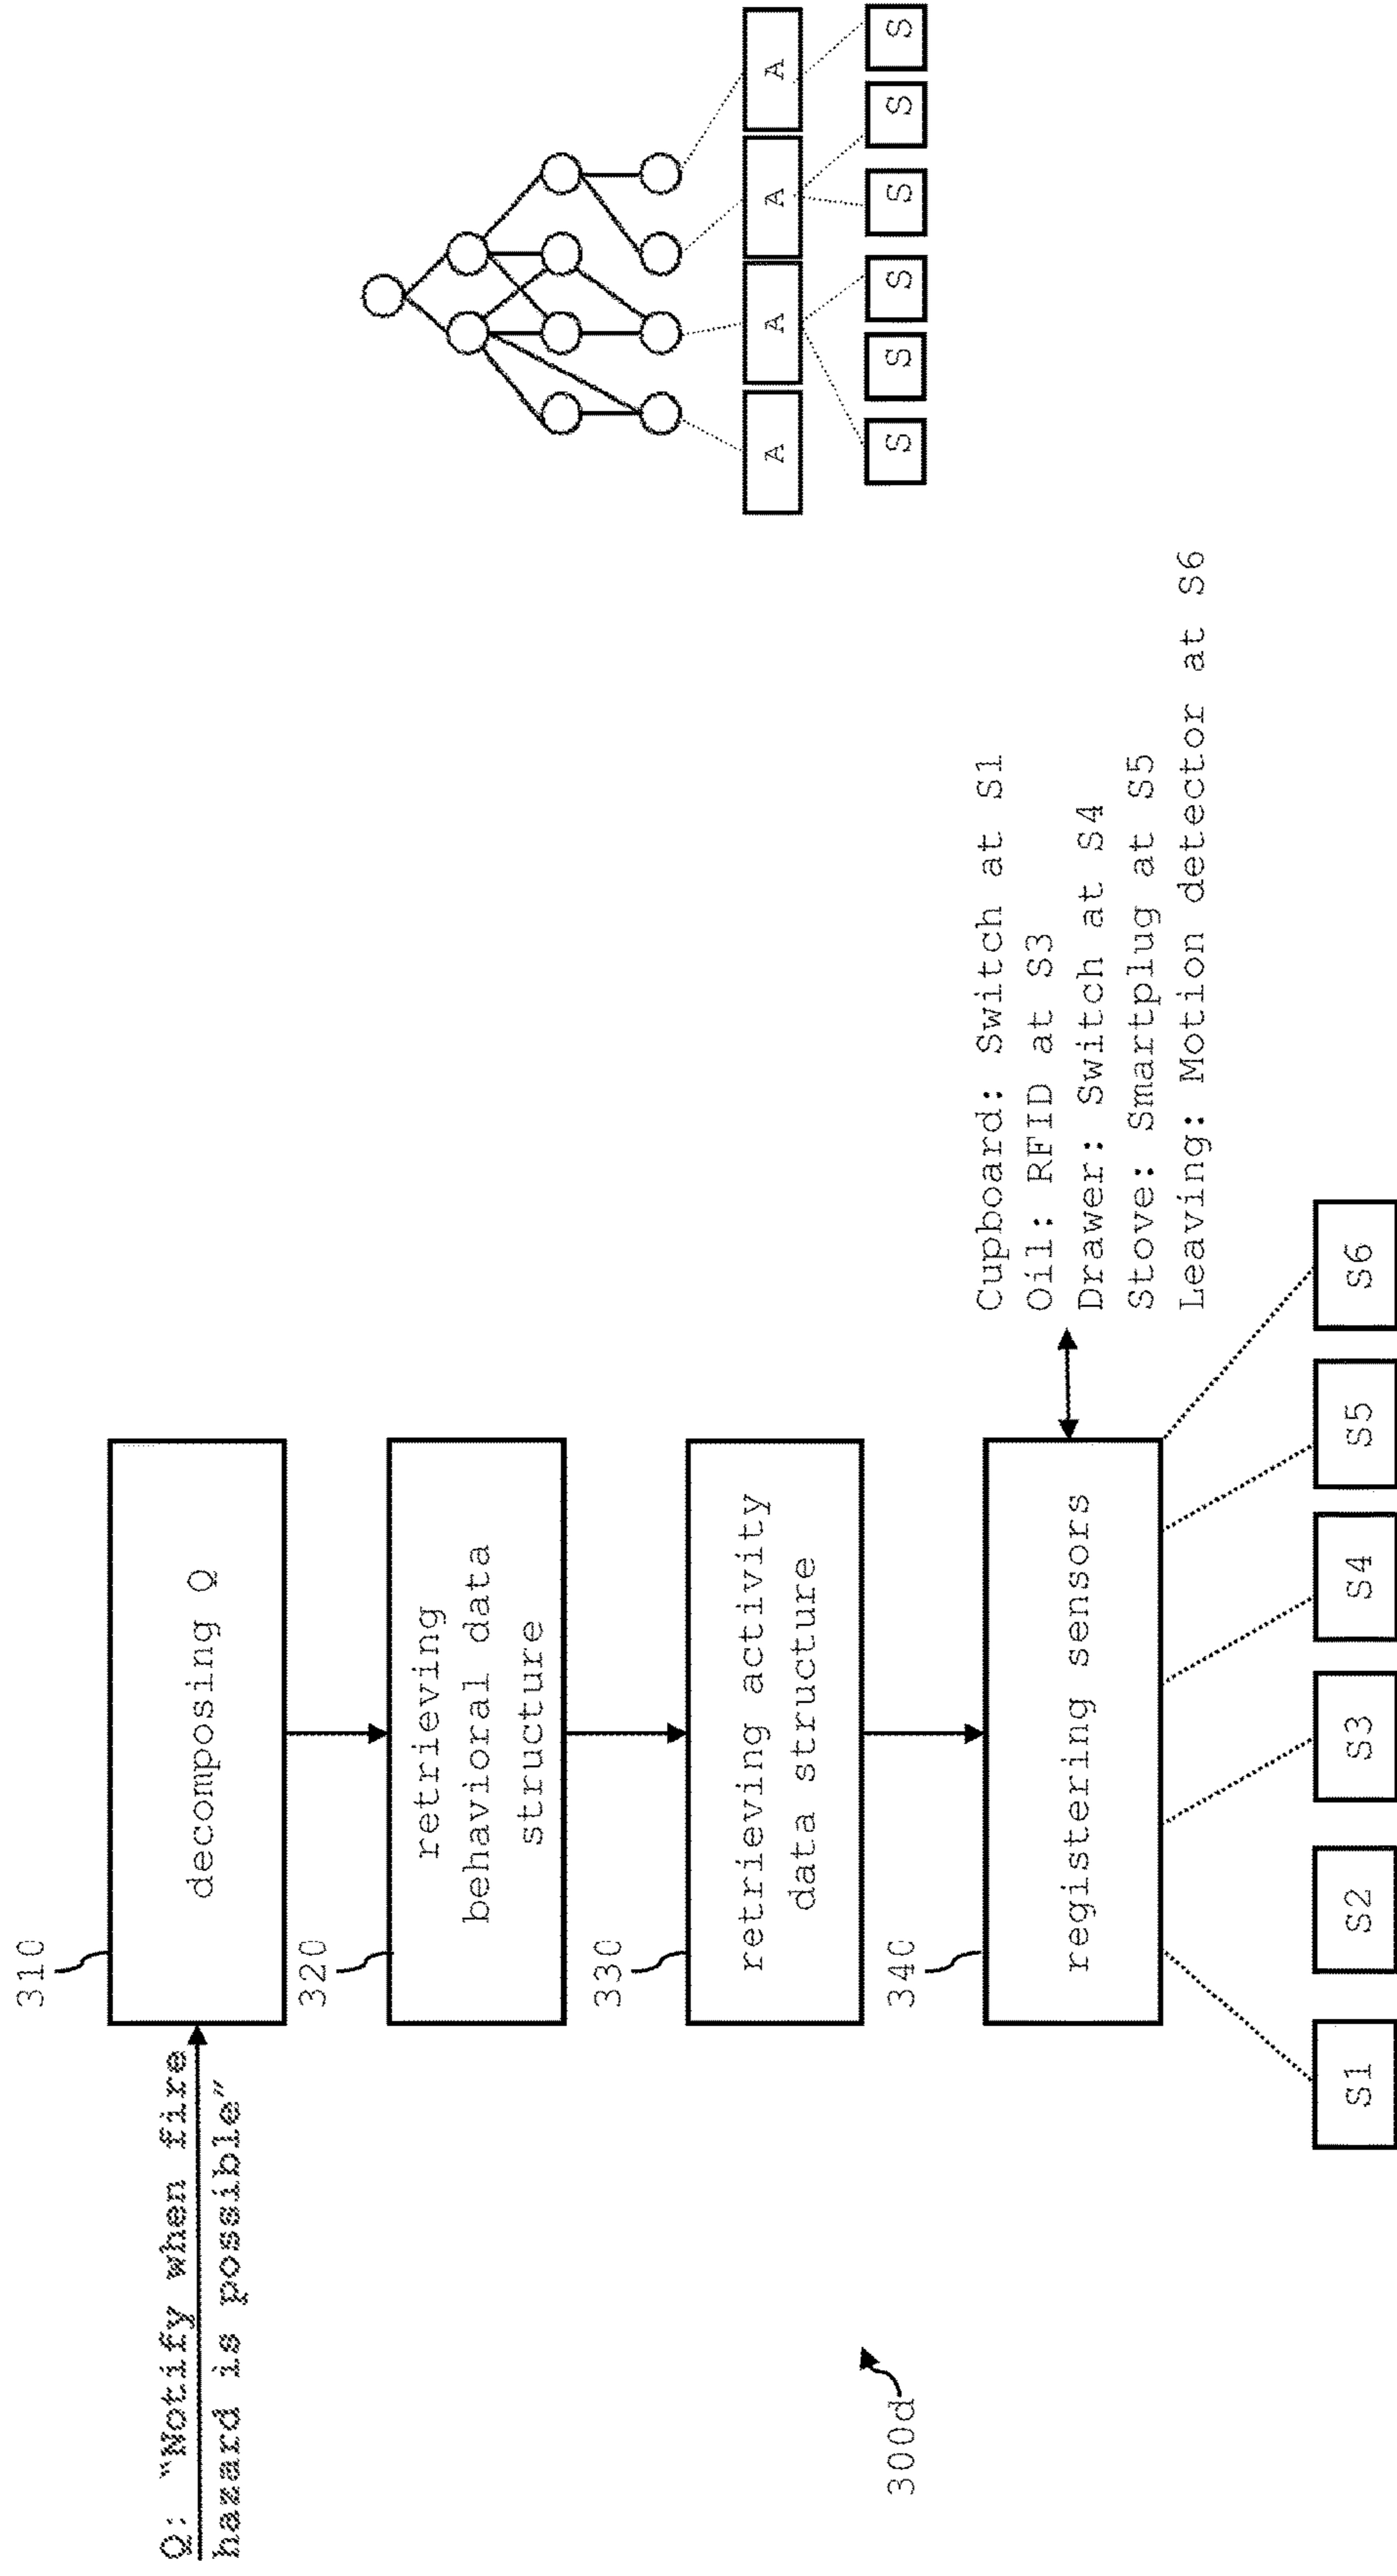 Q: “Notify when fire
hazard is possible”
310
decomposing Q
320
retrieving
behavioral data
structure
330
retrieving activity
data structure
340
registering sensors
Cupboard: Switch at S1
Oil: RFID at S3
Drawer: Switch at S4
Stove: Smartplug at S5
Leaving: Motion detector at S6
S1 S2 S3 S4 S5 S6
300d
A A A A
S S S S S S